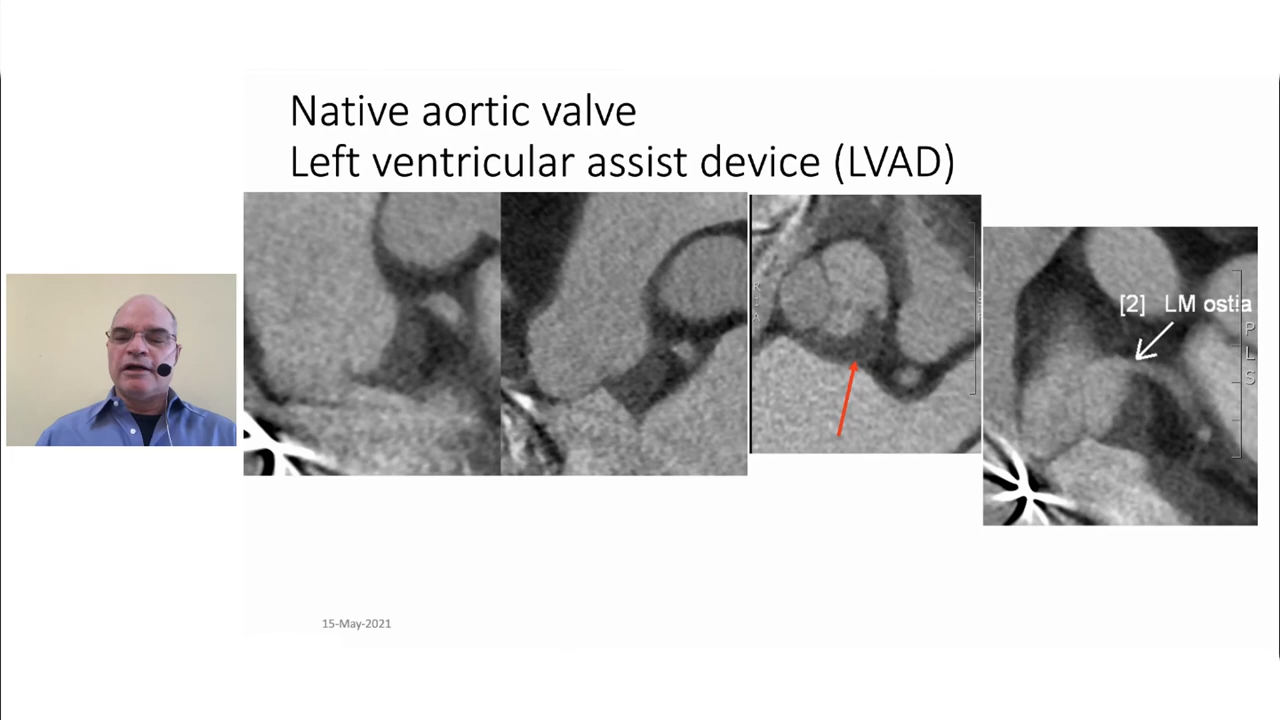 Native aortic valve
Left ventricular assist device (LVAD)
[2] LM ostia
P
L
S
15-May-2021